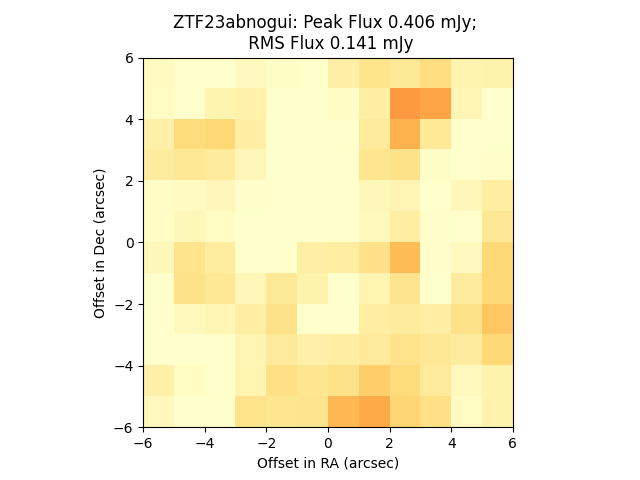 ZTF23abnogui: Peak Flux 0.406 mJy;
RMS Flux 0.141 mJy
6
4
2
0
−2
−4
−6
Offset in Dec (arcsec)
−6 −4 −2 0 2 4 6
Offset in RA (arcsec)